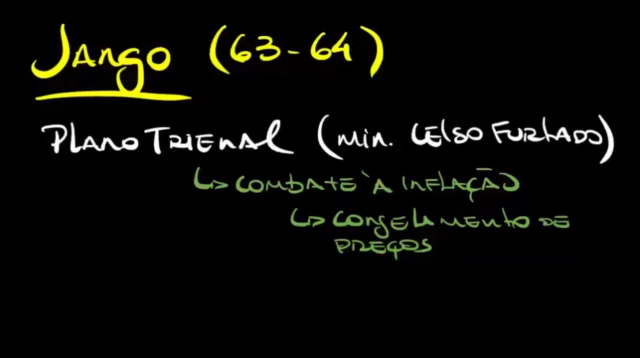 Jango (63-64)
Plano Trienal (min. Celso Furtado)
↳ Combate à inflação
↳ Congelamento de
preços